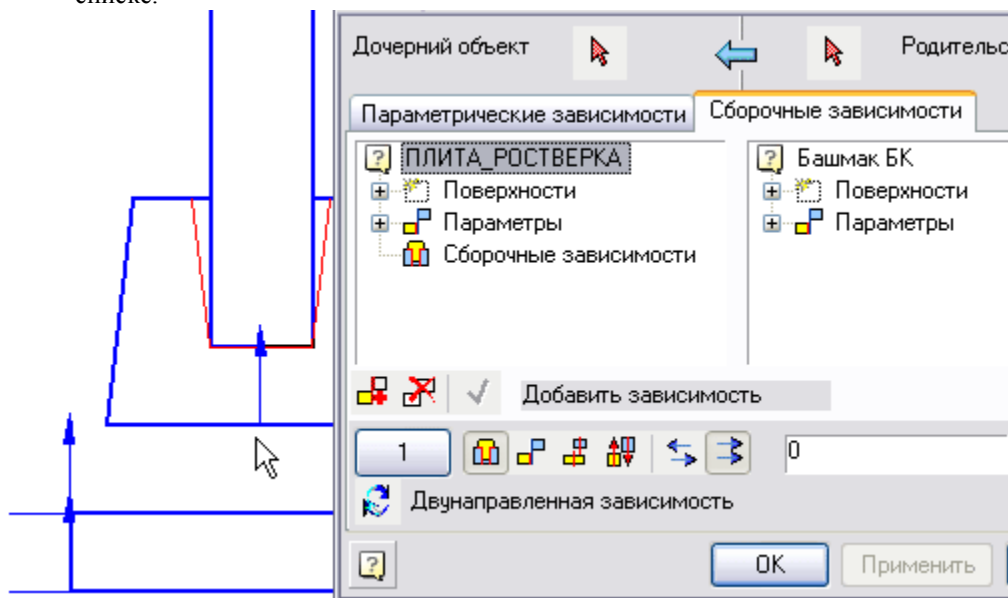 списке.
Дочерний объект Родительс
Параметрические зависимости Сборочные зависимости
ПЛИТА_РОСТВЕРКА Башмак БК
Поверхности Поверхности
Параметры Параметры
Сборочные зависимости
Добавить зависимость
1 0
Двунаправленная зависимость
OK Применить